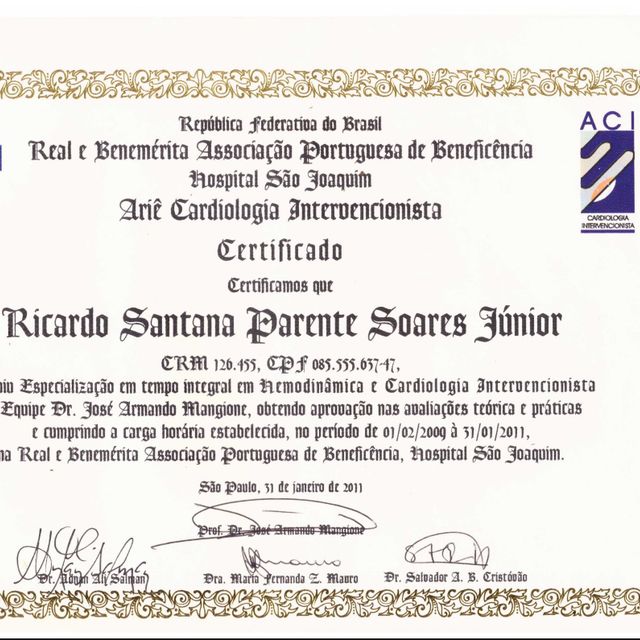 República Federativa do Brasil
Real e Benemérita Associação Portuguesa de Beneficência
Hospital São Joaquim
Ariê Cardiologia Intervencionista
Certificado
Certificamos que
Ricardo Santana Parente Soares Júnior
CRM 126.455, CPF 085.555.637-47,
Especialização em tempo integral em Hemodinâmica e Cardiologia Intervencionista
Equipe Dr. José Armando Mangione, obtendo aprovação nas avaliações teórica e práticas
e cumprindo a carga horária estabelecida, no período de 01/02/2009 à 31/01/2011,
na Real e Benemérita Associação Portuguesa de Beneficência, Hospital São Joaquim.
São Paulo, 31 de janeiro de 2011
Prof. Dr. José Armando Mangione
Dr. Adnan Ali Salman
Dra. Maria Fernanda Z. Mauro
Dr. Salvador A. B. Cristóvão
ACI
CARDIOLOGIA
INTERVENCIONISTA